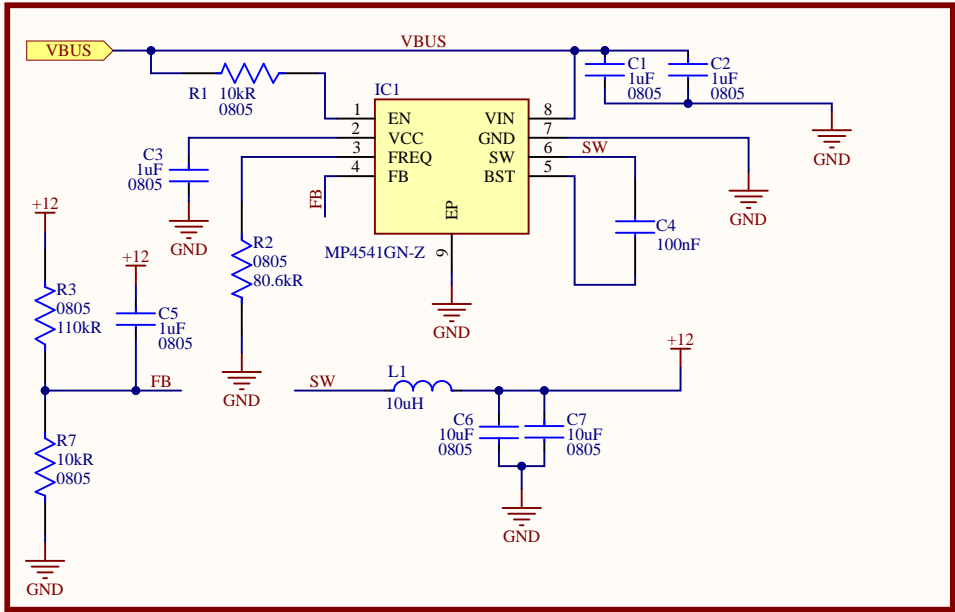 VBUS
VBUS
R1
10kR
0805
C1
1uF
0805
C2
1uF
0805
GND
IC1
1
2
3
4
EN
VCC
FREQ
FB
VIN
GND
SW
BST
EP
8
7
6
5
9
MP4541GN-Z
SW
GND
C3
1uF
0805
GND
FB
R2
0805
80.6kR
GND
C4
100nF
GND
+12
R3
0805
110kR
+12
C5
1uF
0805
FB
R7
10kR
0805
GND
SW
L1
10uH
+12
C6
10uF
0805
C7
10uF
0805
GND